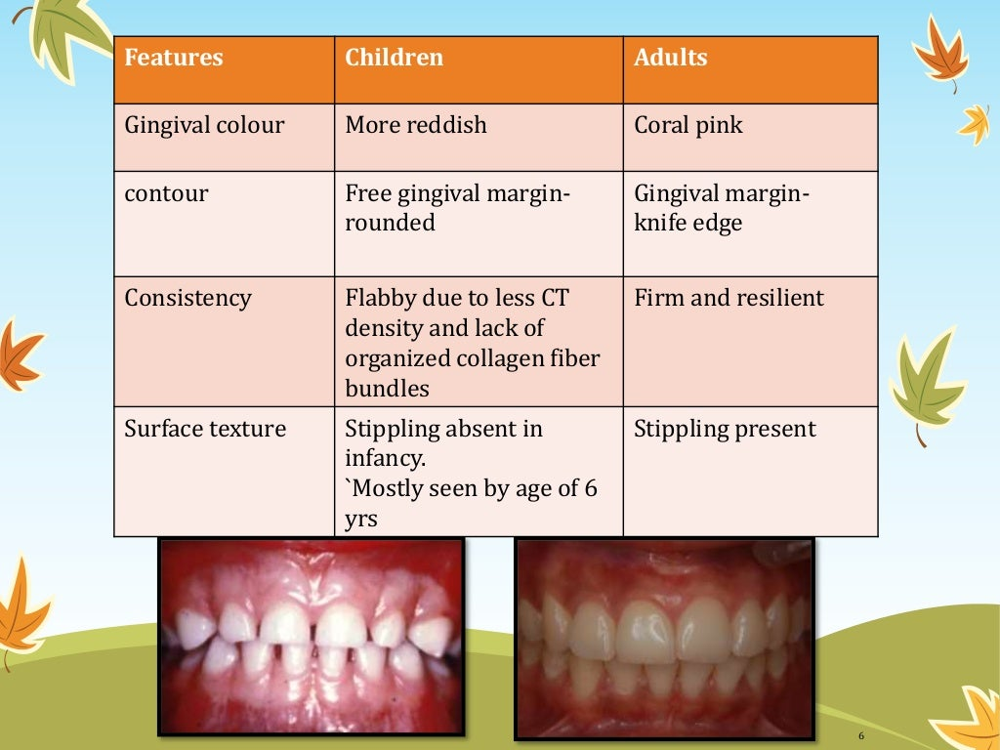 Features
Children
Adults
Gingival colour
More reddish
Coral pink
contour
Free gingival margin-
rounded
Gingival margin-
knife edge
Consistency
Flabby due to less CT
density and lack of
organized collagen fiber
bundles
Firm and resilient
Surface texture
Stippling absent in
infancy.
`Mostly seen by age of 6
yrs
Stippling present
6